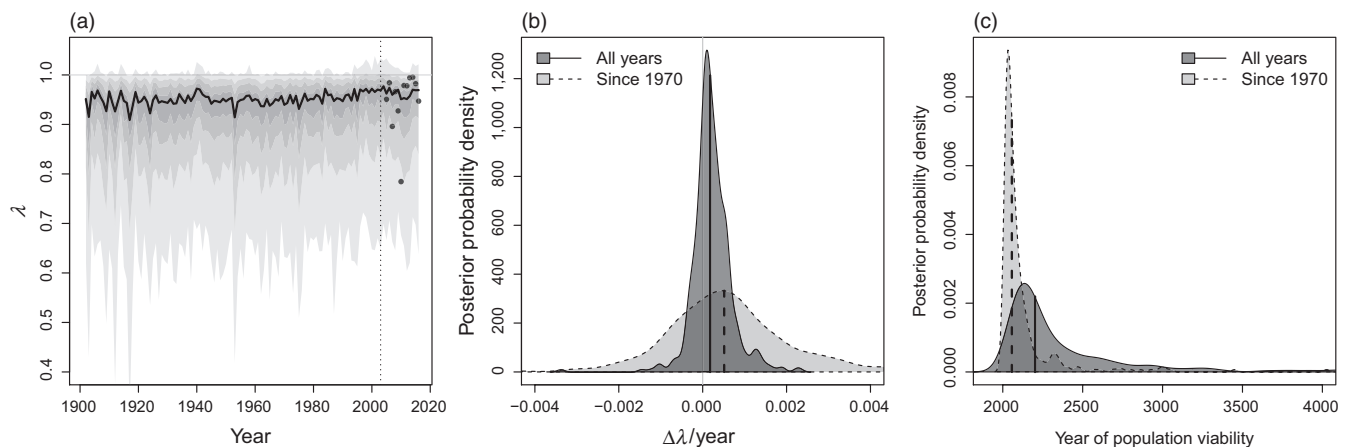 (a)
λ
1.0
0.9
0.8
0.7
0.6
0.5
0.4
1900 1920 1940 1960 1980 2000 2020
Year
(b)
All years
Since 1970
Posterior probability density
1,200
1,000
800
600
400
200
0
−0.004 −0.002 0.000 0.002 0.004
Δλ/year
(c)
All years
Since 1970
Posterior probability density
0.008
0.006
0.004
0.002
0.000
2000 2500 3000 3500 4000
Year of population viability